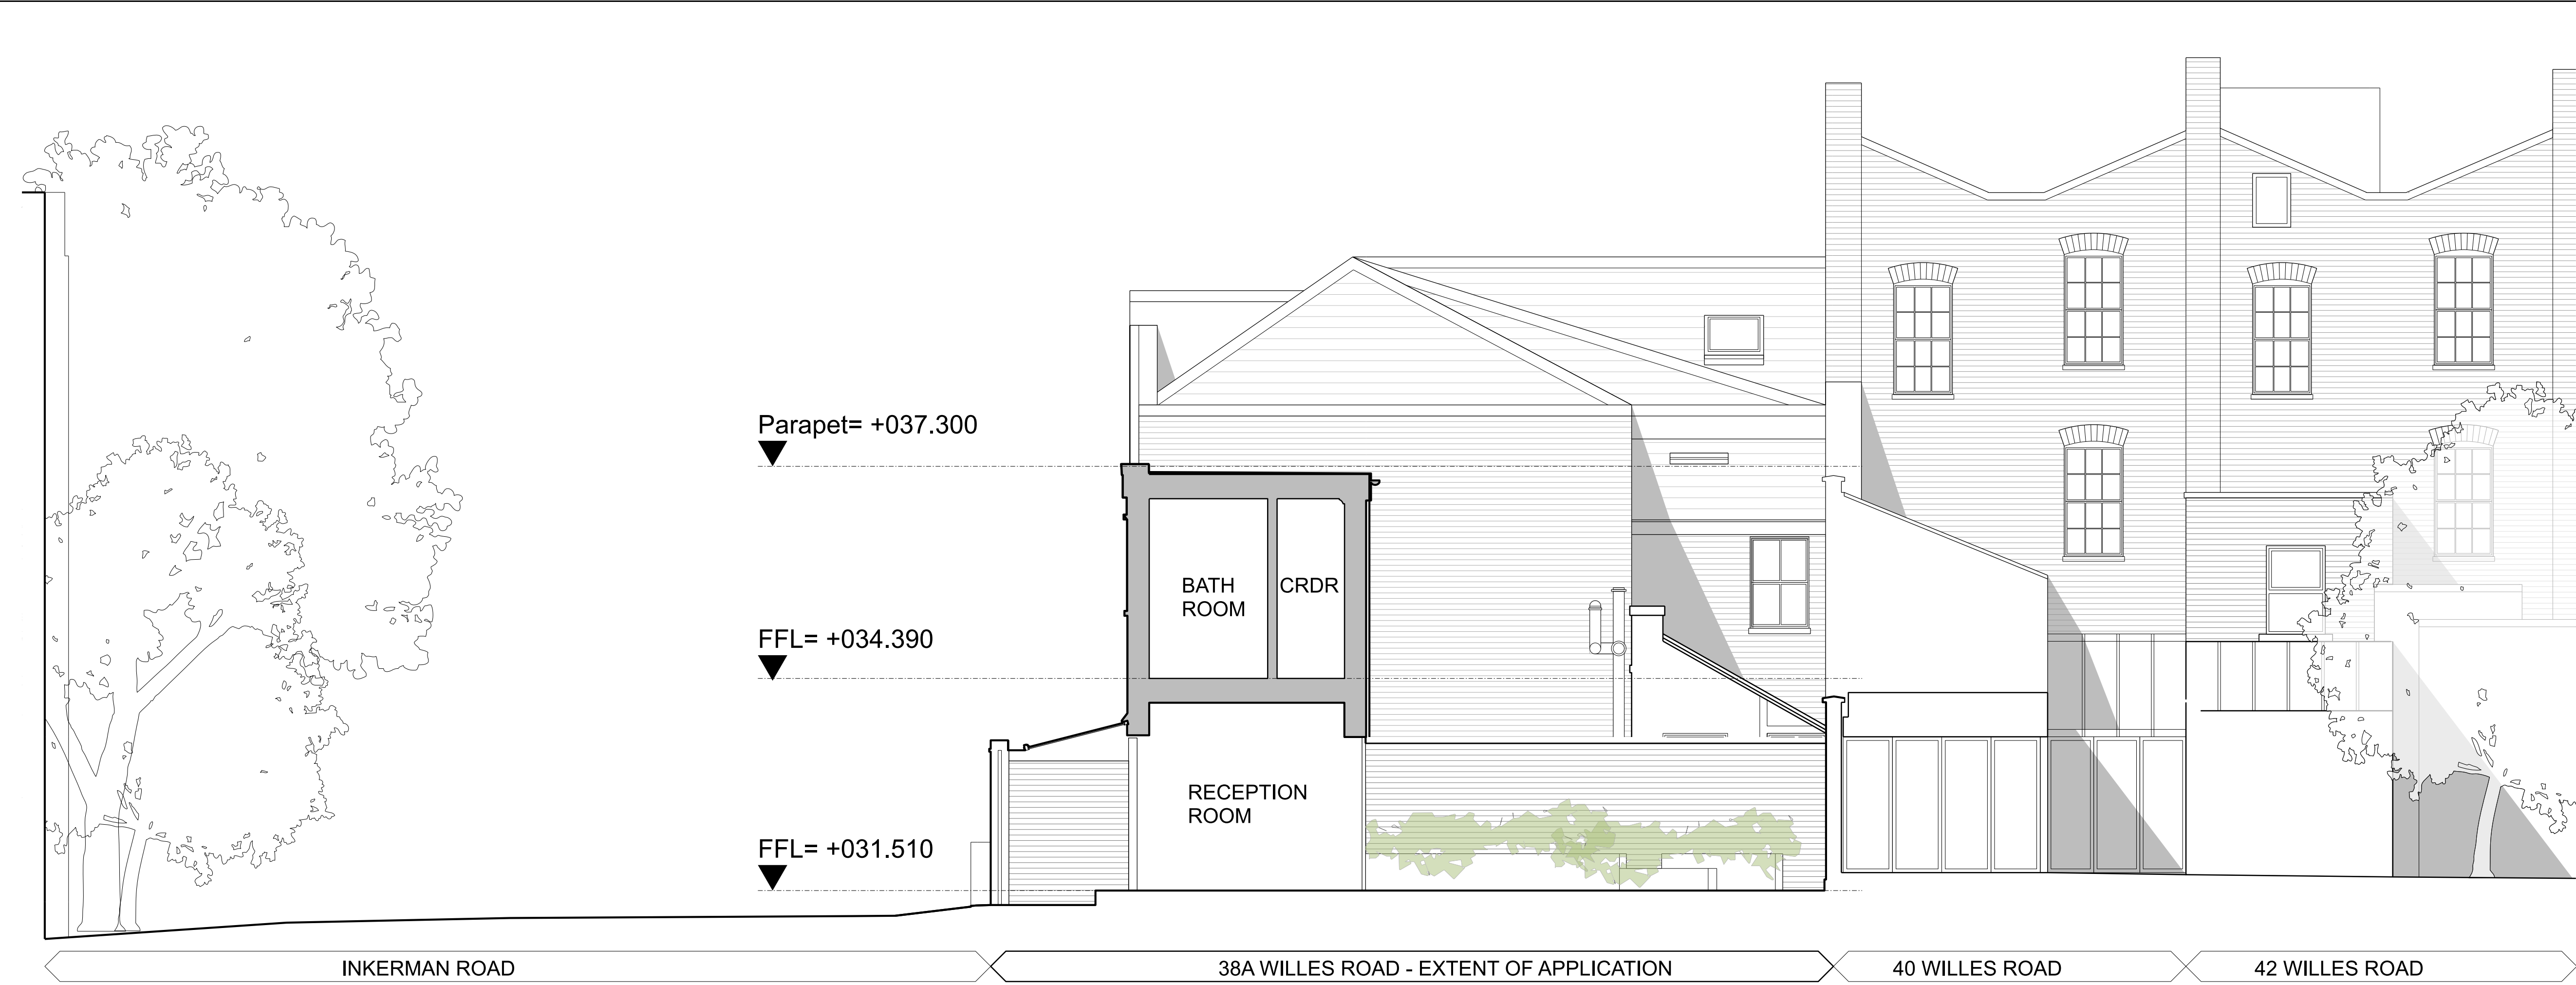 Parapet= +037.300
FFL= +034.390
BATH
ROOM
CRDR
FFL= +031.510
RECEPTION
ROOM
INKERMAN ROAD
38A WILLES ROAD - EXTENT OF APPLICATION
40 WILLES ROAD
42 WILLES ROAD